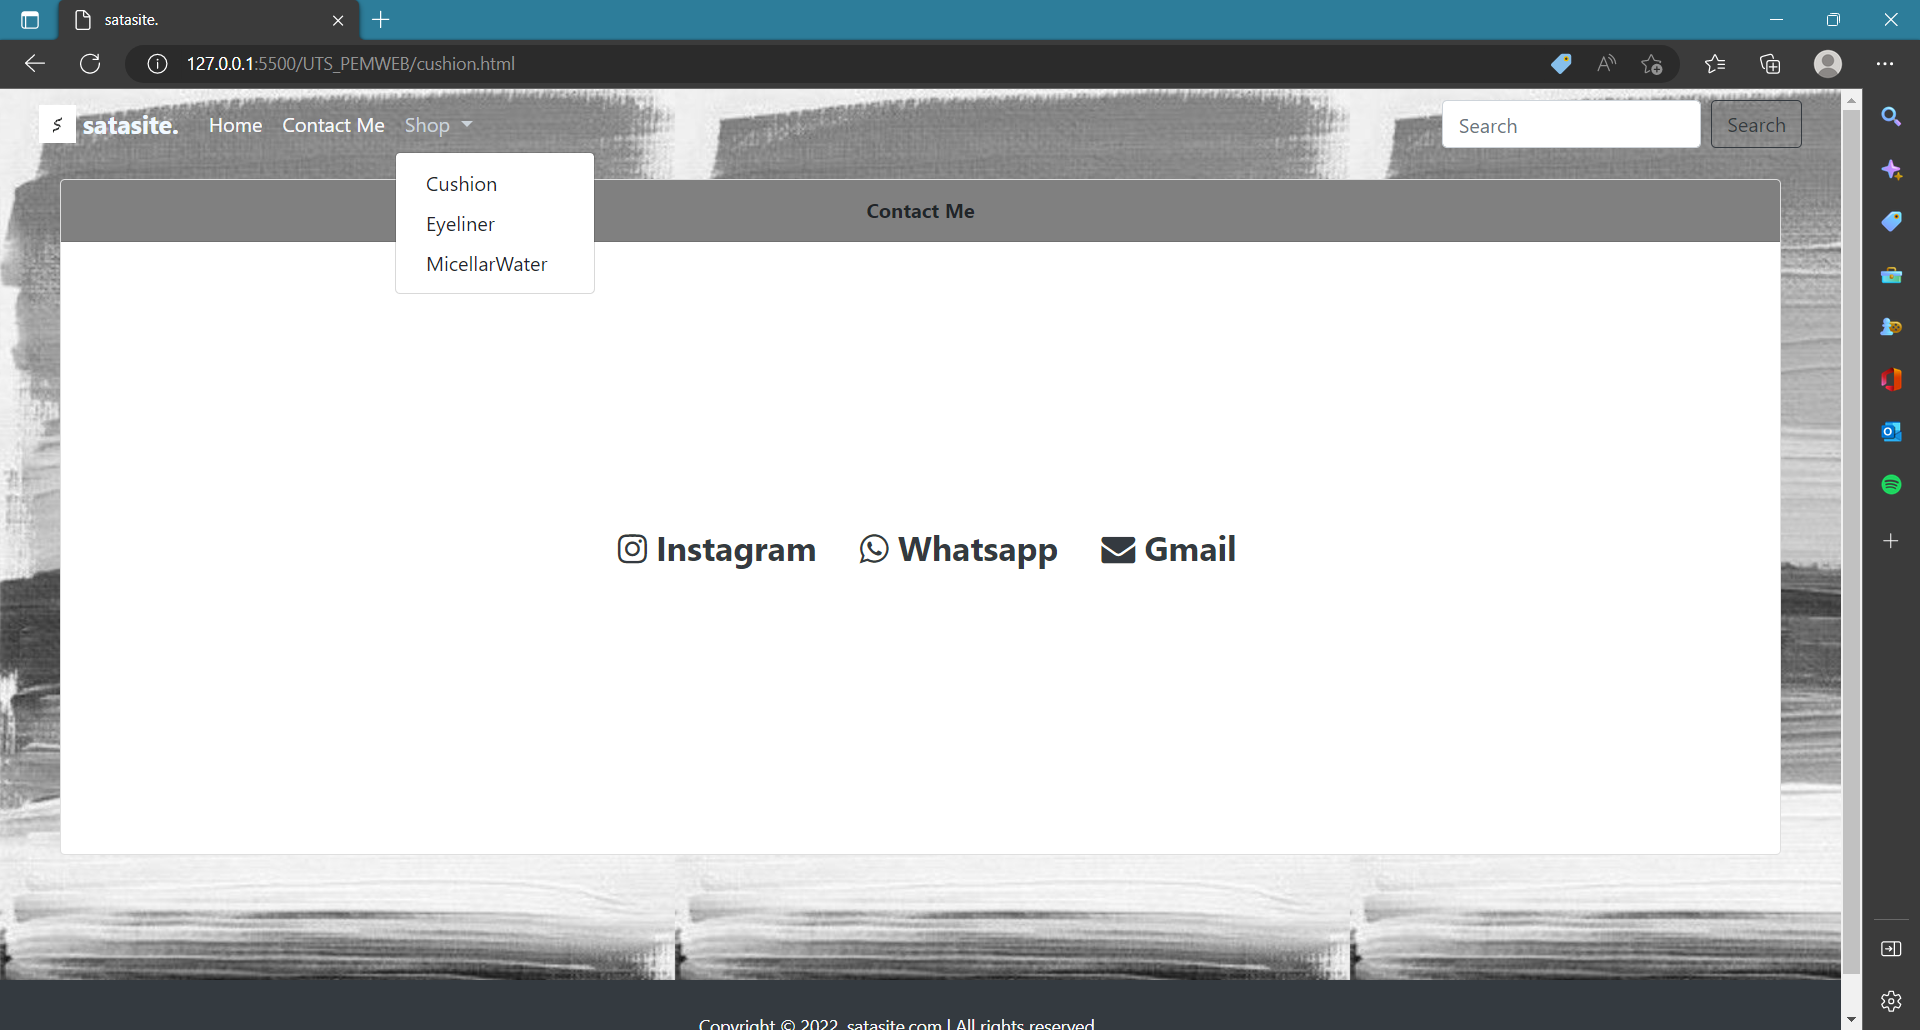 satasite.
127.0.0.1:5500/UTS_PEMWEB/cushion.html
satasite. Home Contact Me Shop Search Search
Cushion
Eyeliner
MicellarWater
Contact Me
Instagram Whatsapp Gmail
Copyright © 2022 satasite.com | All rights reserved